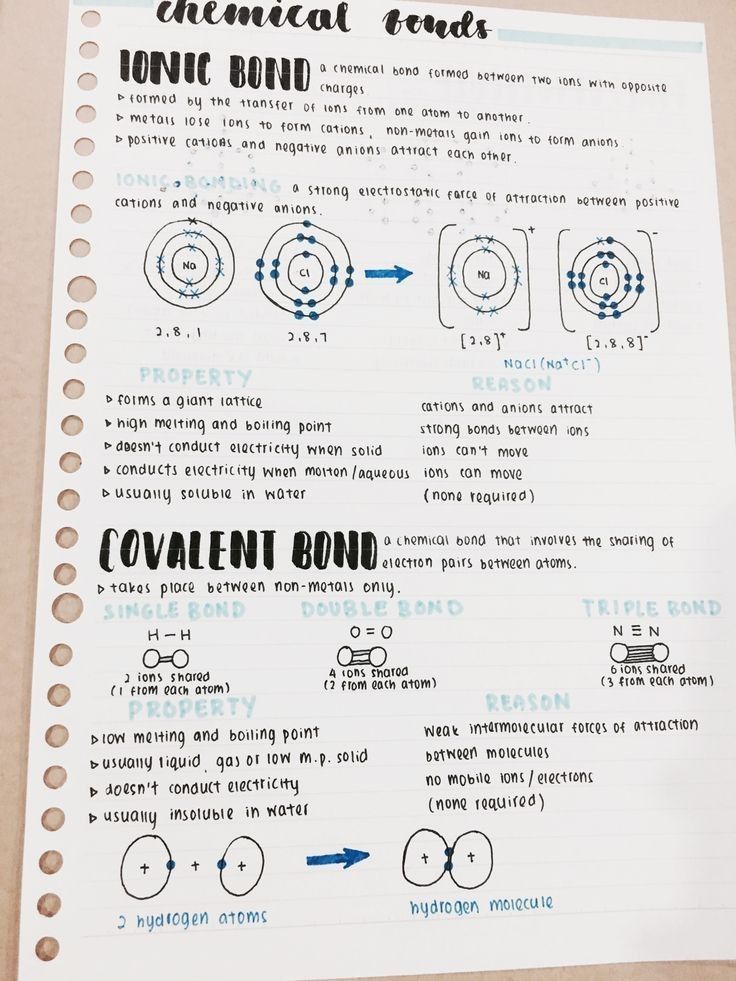 chemical bonds
IONIC BOND a chemical bond formed between two ions with opposite
charges
▹ formed by the transfer of ions from one atom to another.
▹ metals lose ions to form cations, non-metals gain ions to form anions.
▹ positive cations and negative anions attract each other.
IONIC BONDING a strong electrostatic force of attraction between positive
cations and negative anions.
Na Cl Na + Cl -
2,8,1 2,8,7 [2,8]⁺ [2,8,8]⁻
NaCl (Na⁺Cl⁻)
PROPERTY REASON
▹ forms a giant lattice cations and anions attract
▹ high melting and boiling point strong bonds between ions
▹ doesn't conduct electricity when solid ions can't move
▹ conducts electricity when molten/aqueous ions can move
▹ usually soluble in water (none required)
COVALENT BOND a chemical bond that involves the sharing of
electron pairs between atoms.
▹ takes place between non-metals only.
SINGLE BOND DOUBLE BOND TRIPLE BOND
H – H O = O N ≡ N
2 ions shared 4 ions shared 6 ions shared
(1 from each atom) (2 from each atom) (3 from each atom)
PROPERTY REASON
▹ low melting and boiling point weak intermolecular forces of attraction
▹ usually liquid, gas or low m.p. solid between molecules
▹ doesn't conduct electricity no mobile ions/electrons
▹ usually insoluble in water (none required)
+ + + + +
2 hydrogen atoms hydrogen molecule